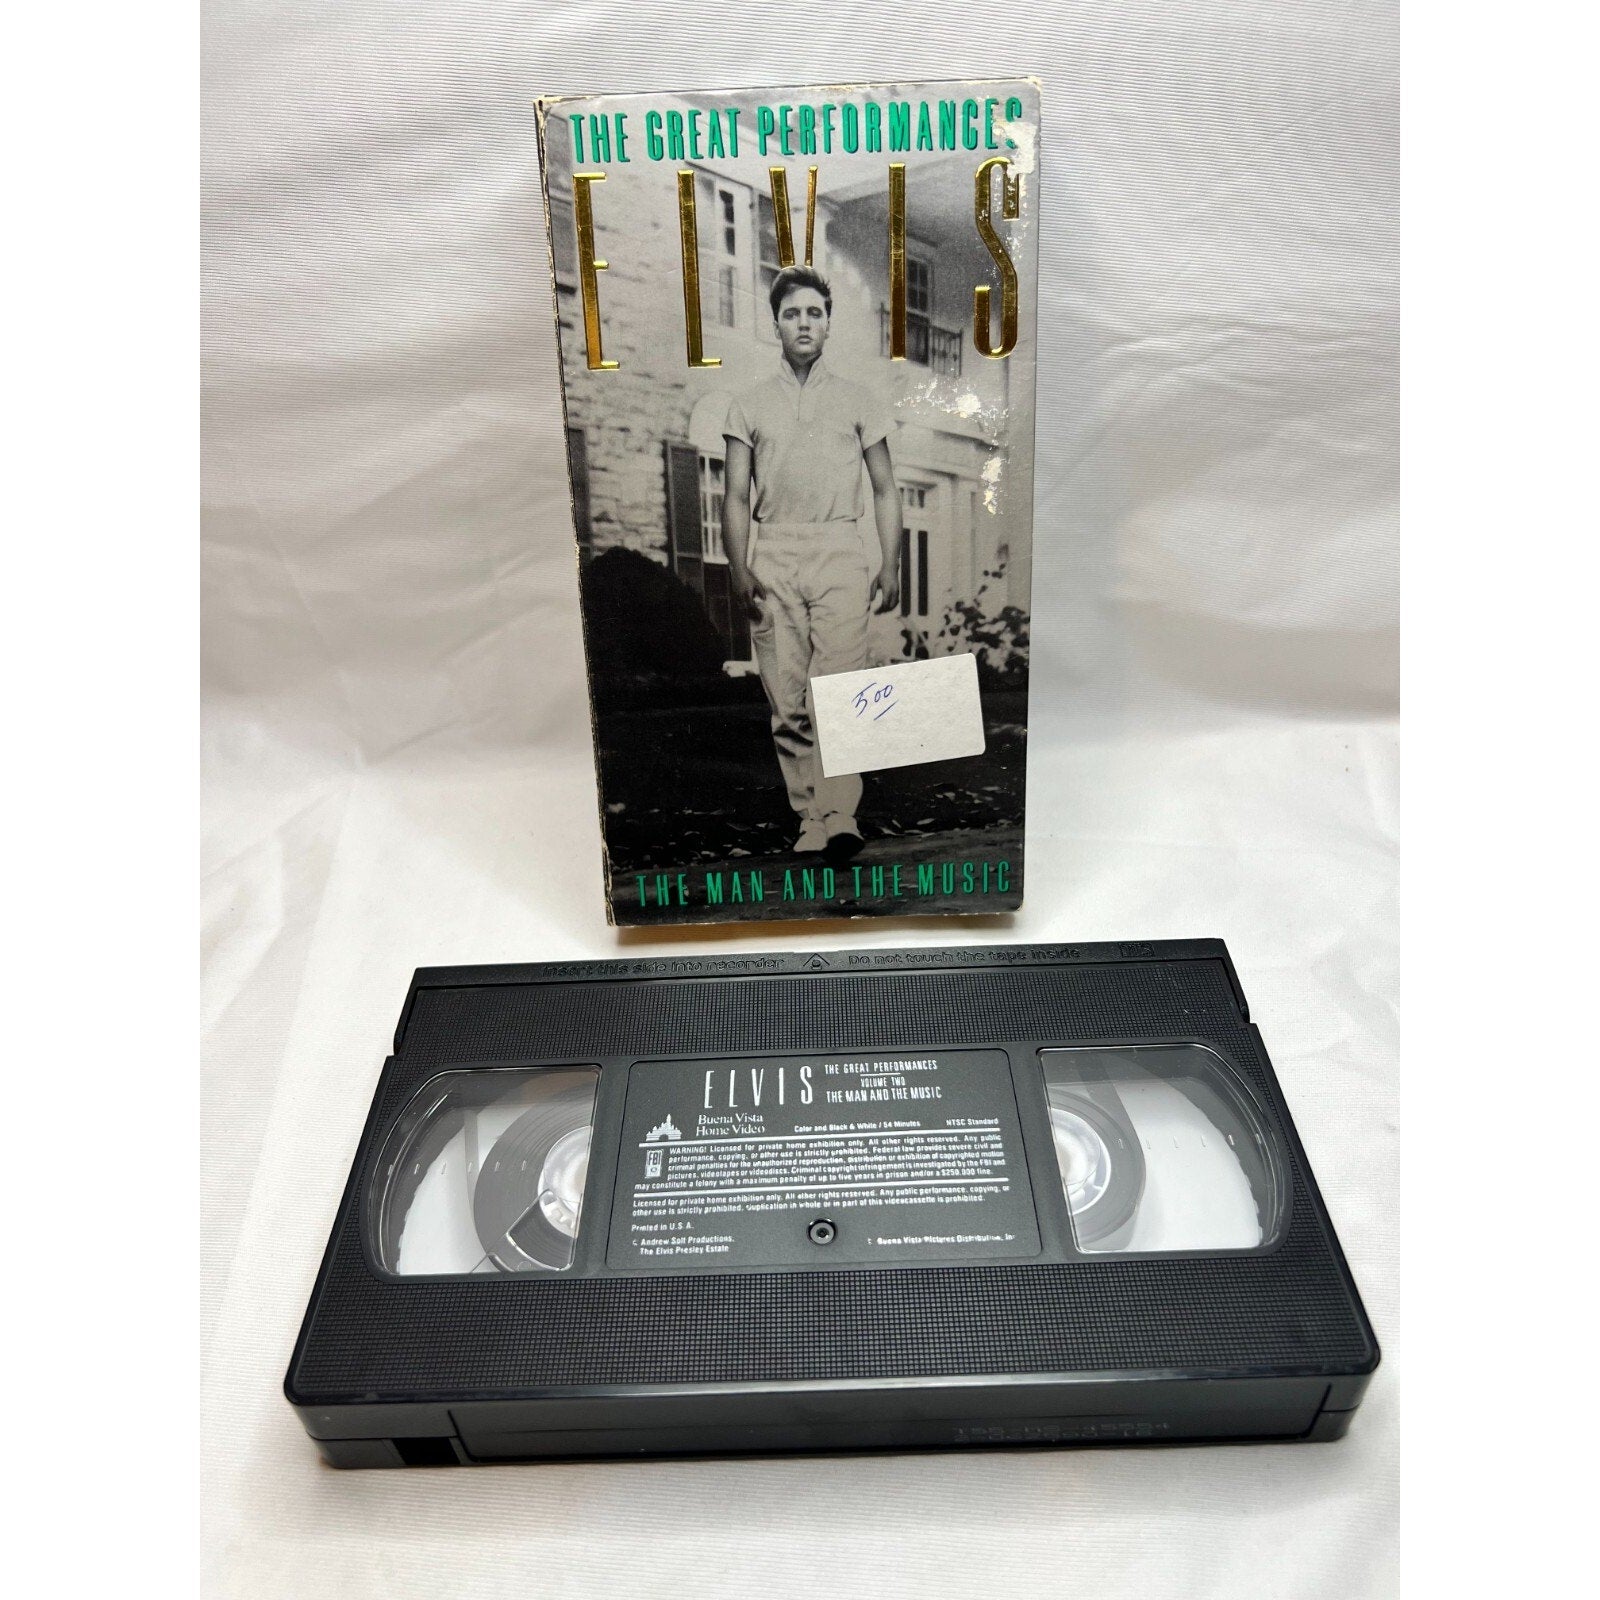 THE GREAT PERFORMANCES
ELVIS
5 00
THE MAN AND THE MUSIC
Insert this side into recorder
Do not touch the tape inside
VHS
ELVIS
THE GREAT PERFORMANCES
VOLUME TWO
THE MAN AND THE MUSIC
Buena Vista
Home Video
Color and Black & White / 54 Minutes
NTSC Standard
FBI
WARNING! Licensed for private home exhibition only. All other rights reserved. Any public
performance, copying, or other use is strictly prohibited. Federal law provides severe civil and
criminal penalties for the unauthorized reproduction, distribution or exhibition of copyrighted motion
pictures, videotapes or videodiscs. Criminal copyright infringement is investigated by the FBI and
may constitute a felony with a maximum penalty of up to five years in prison and/or a $250,000 fine.
Licensed for private home exhibition only. All other rights reserved. Any public performance, copying, or
other use is strictly prohibited. Duplication in whole or in part of this videocassette is prohibited.
Printed in U.S.A.
© Andrew Solt Productions.
The Elvis Presley Estate
© Buena Vista Pictures Distribution, Inc